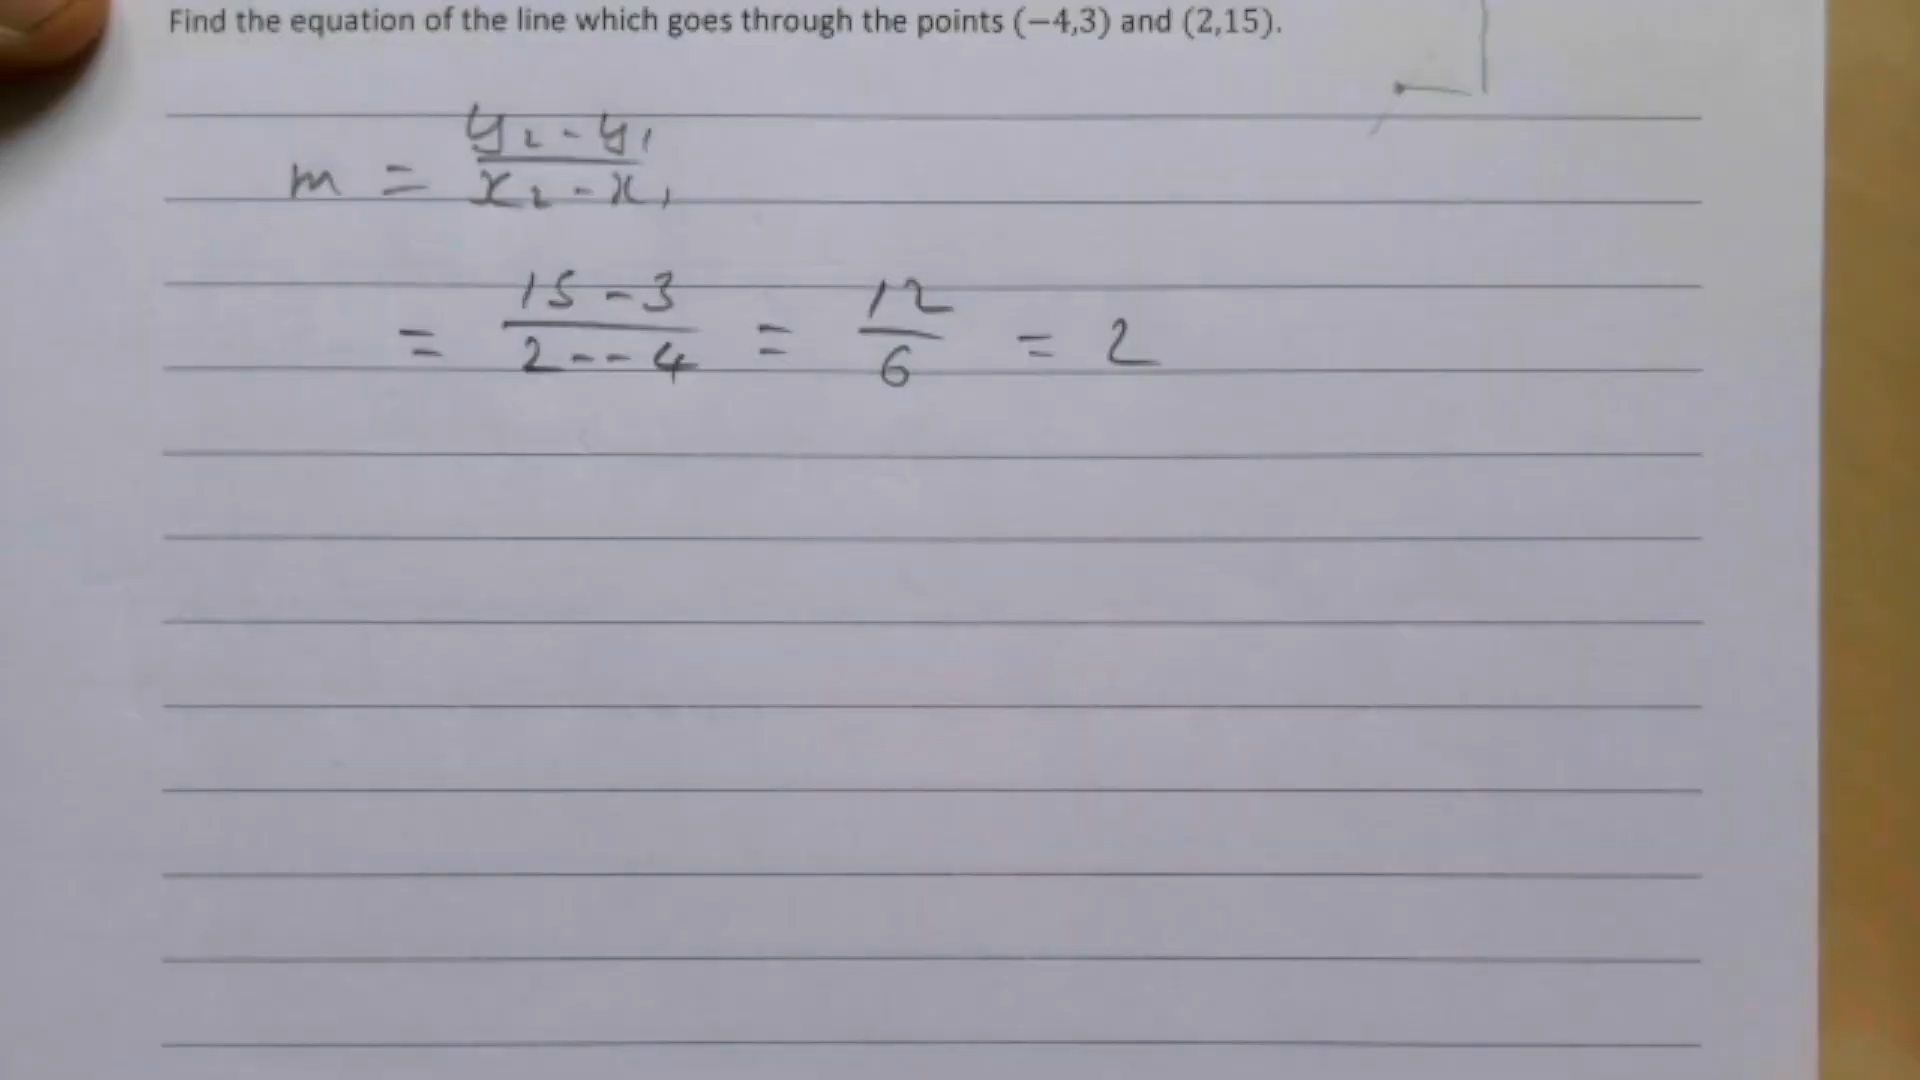 Find the equation of the line which goes through the points (−4,3) and (2,15).
m = y₂ - y₁ / x₂ - x₁
= 15 - 3 / 2 - - 4 = 12 / 6 = 2